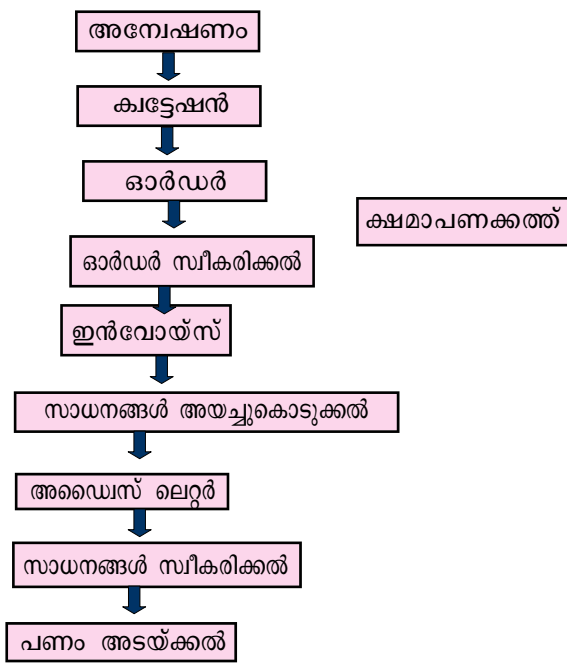 അന്വേഷണം
ക്വട്ടേഷൻ
ഓർഡർ
ക്ഷമാപണക്കത്ത്
ഓർഡർ സ്വീകരിക്കൽ
ഇൻവോയ്സ്
സാധനങ്ങൾ അയച്ചുകൊടുക്കൽ
അഡ്വൈസ് ലെറ്റർ
സാധനങ്ങൾ സ്വീകരിക്കൽ
പണം അടയ്ക്കൽ